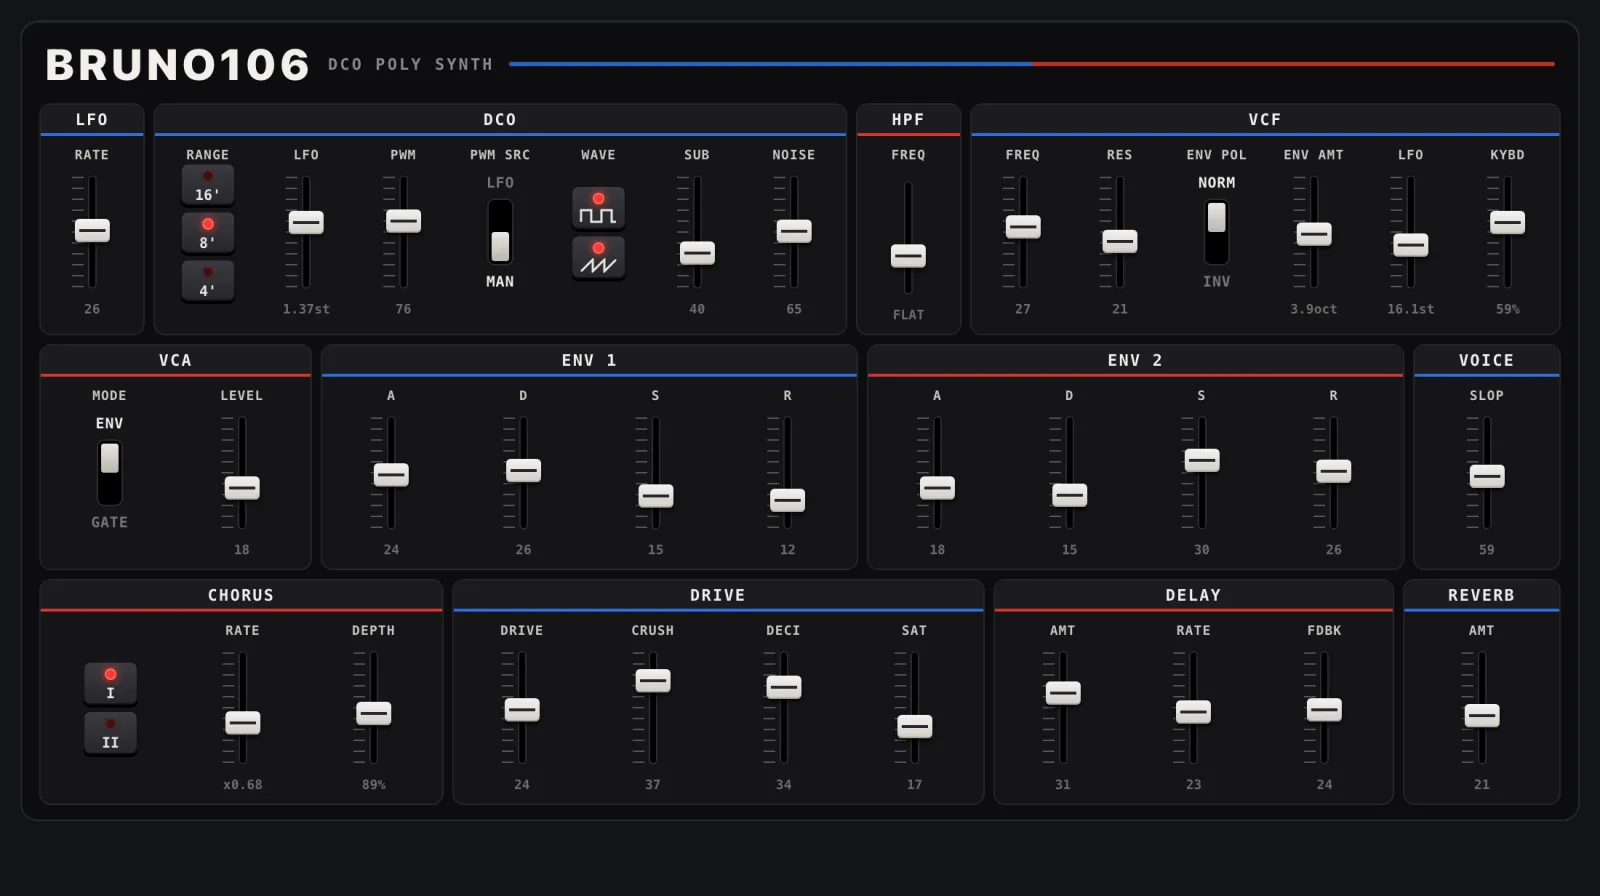 BRUNO106 DCO POLY SYNTH
LFO DCO HPF VCF
RATE RANGE LFO PWM PWM SRC WAVE SUB NOISE FREQ FREQ RES ENV POL ENV AMT LFO KYBD
LFO NORM
16'
8'
4'
MAN INV
26 1.37st 76 40 65 FLAT 27 21 3.9oct 16.1st 59%
VCA ENV 1 ENV 2 VOICE
MODE LEVEL A D S R A D S R SLOP
ENV
GATE
18 24 26 15 12 18 15 30 26 59
CHORUS DRIVE DELAY REVERB
RATE DEPTH DRIVE CRUSH DECI SAT AMT RATE FDBK AMT
I
II
x0.68 89% 24 37 34 17 31 23 24 21